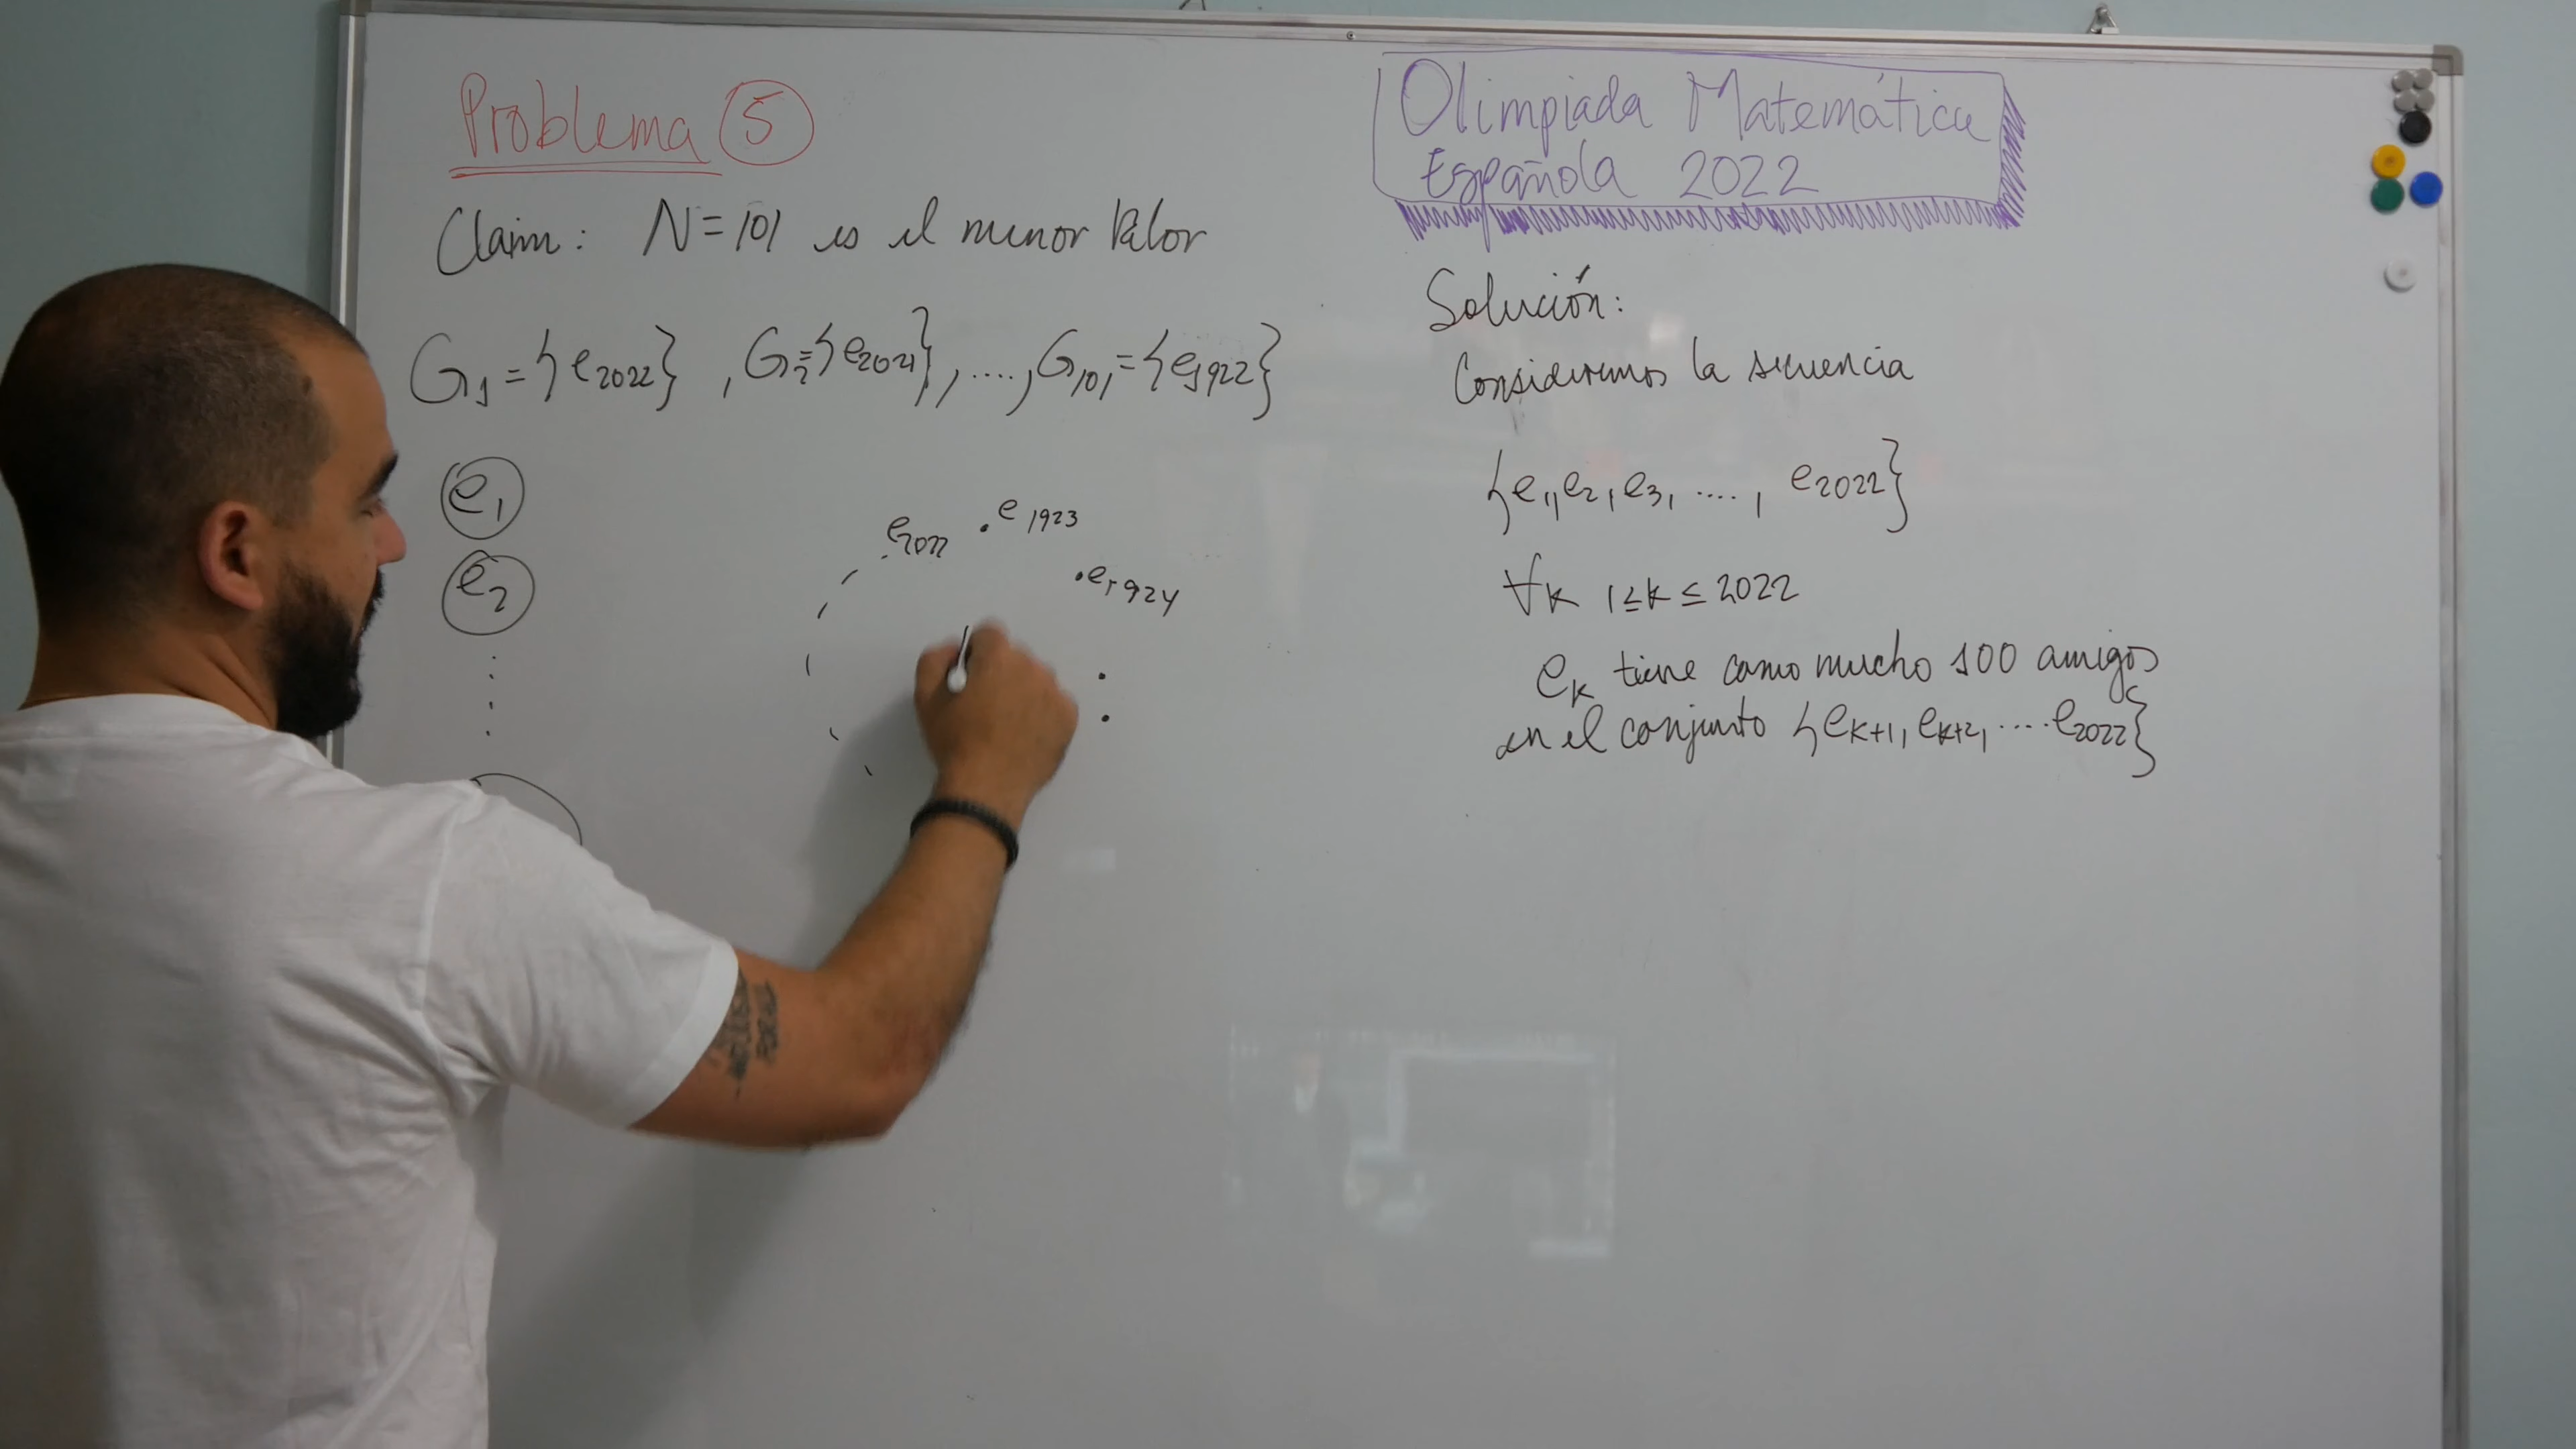 Problema ⑤
Claim: N=101 es el menor Valor
G₁={e₂₀₂₂}, G₂={e₂₀₂₁}, ...., G₁₀₁={e₁₉₂₂}
e₁
e₂
e₂₀₂₂ .e₁₉₂₃
.e₁₉₂₄
Olimpiada Matemática
Española 2022
Solución:
Consideremos la secuencia
{e₁,e₂,e₃, ...., e₂₀₂₂}
∀k 1≤k≤2022
eₖ tiene como mucho 100 amigos
en el conjunto {eₖ₊₁, eₖ₊₂, ....e₂₀₂₂}